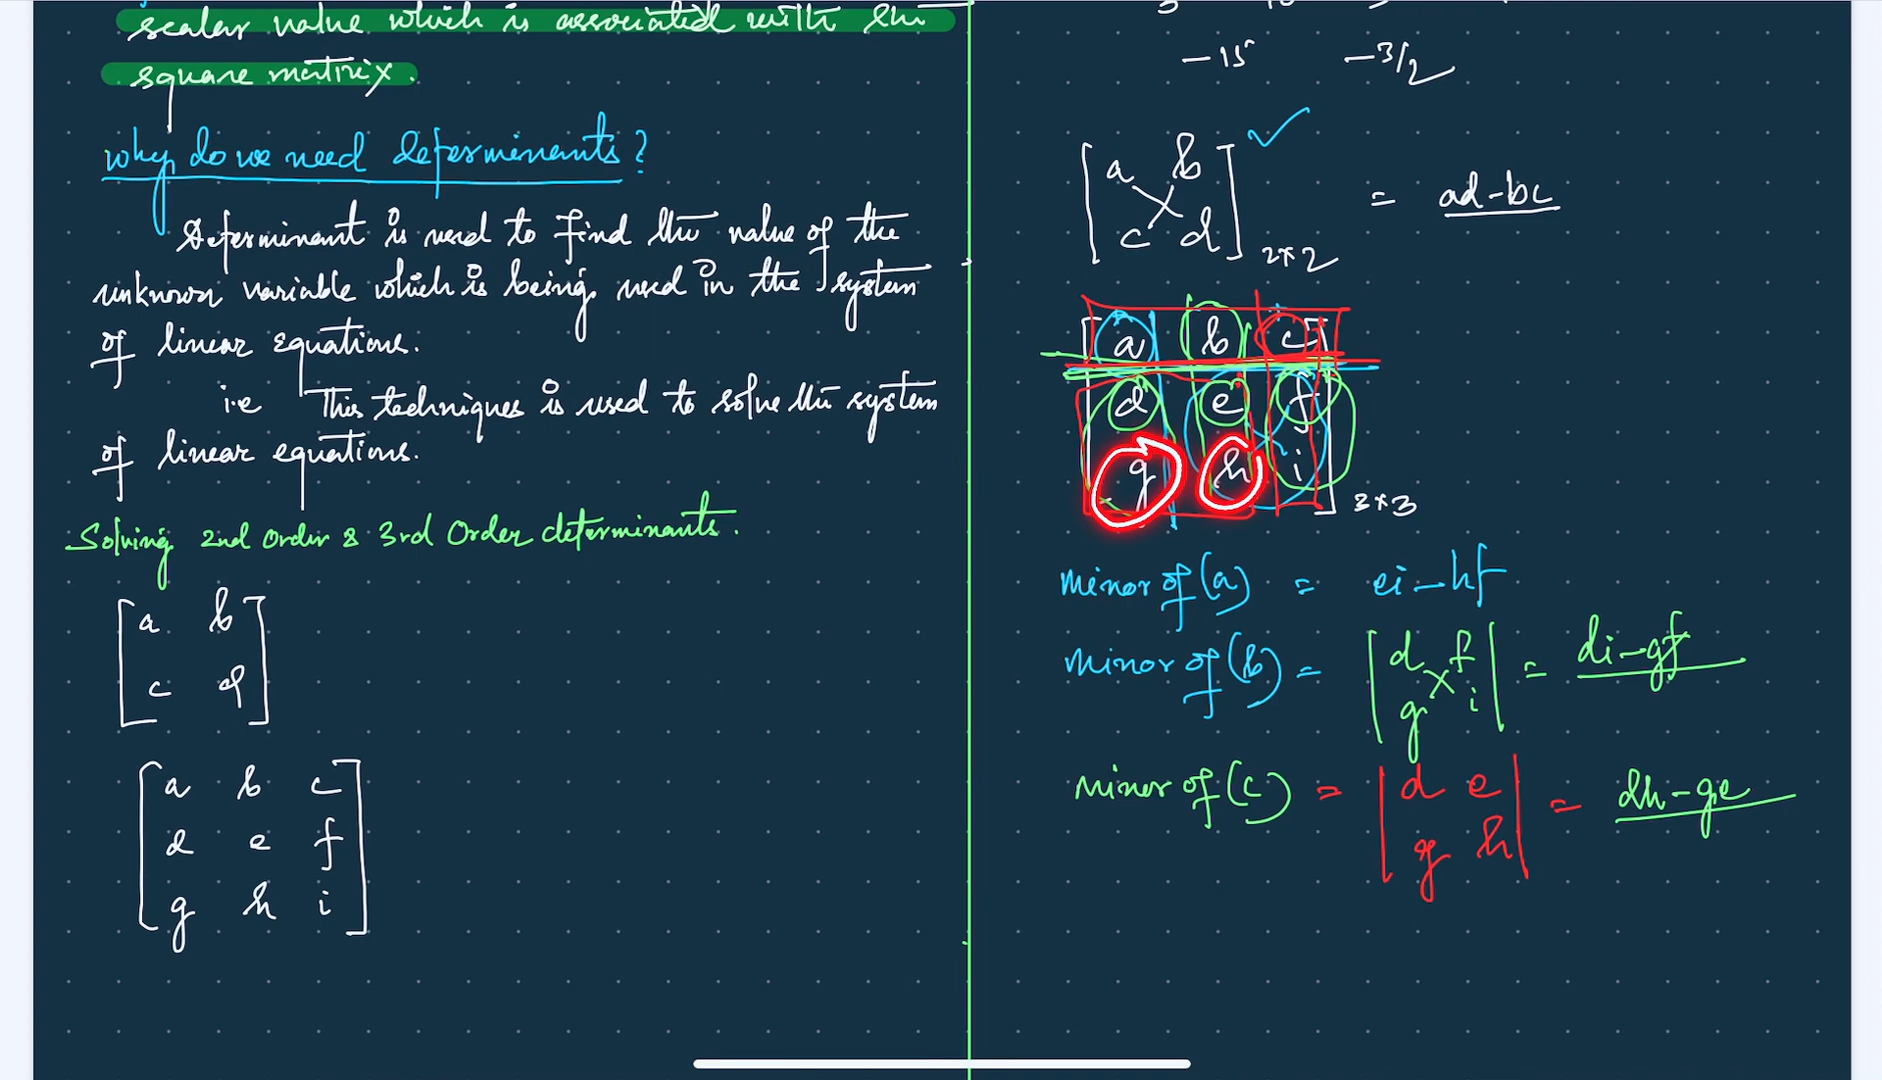 scalar value which is associated with the
square matrix.
why do we need determinants?
Determinant is used to find the value of the
unknown variable which is being used in the system
of linear equations.
i.e This techniques is used to solve the system
of linear equations.
Solving 2nd Order & 3rd Order determinants.
a b
c d
a b c
d e f
g h i
-15 -3/2
a b
c d
2*2
= ad-bc
a b c
d e f
g h i
3*3
minor of (a) = ei-hf
minor of (b) = d f = di-gf
g i
minor of (c) = d e = dh-ge
g h